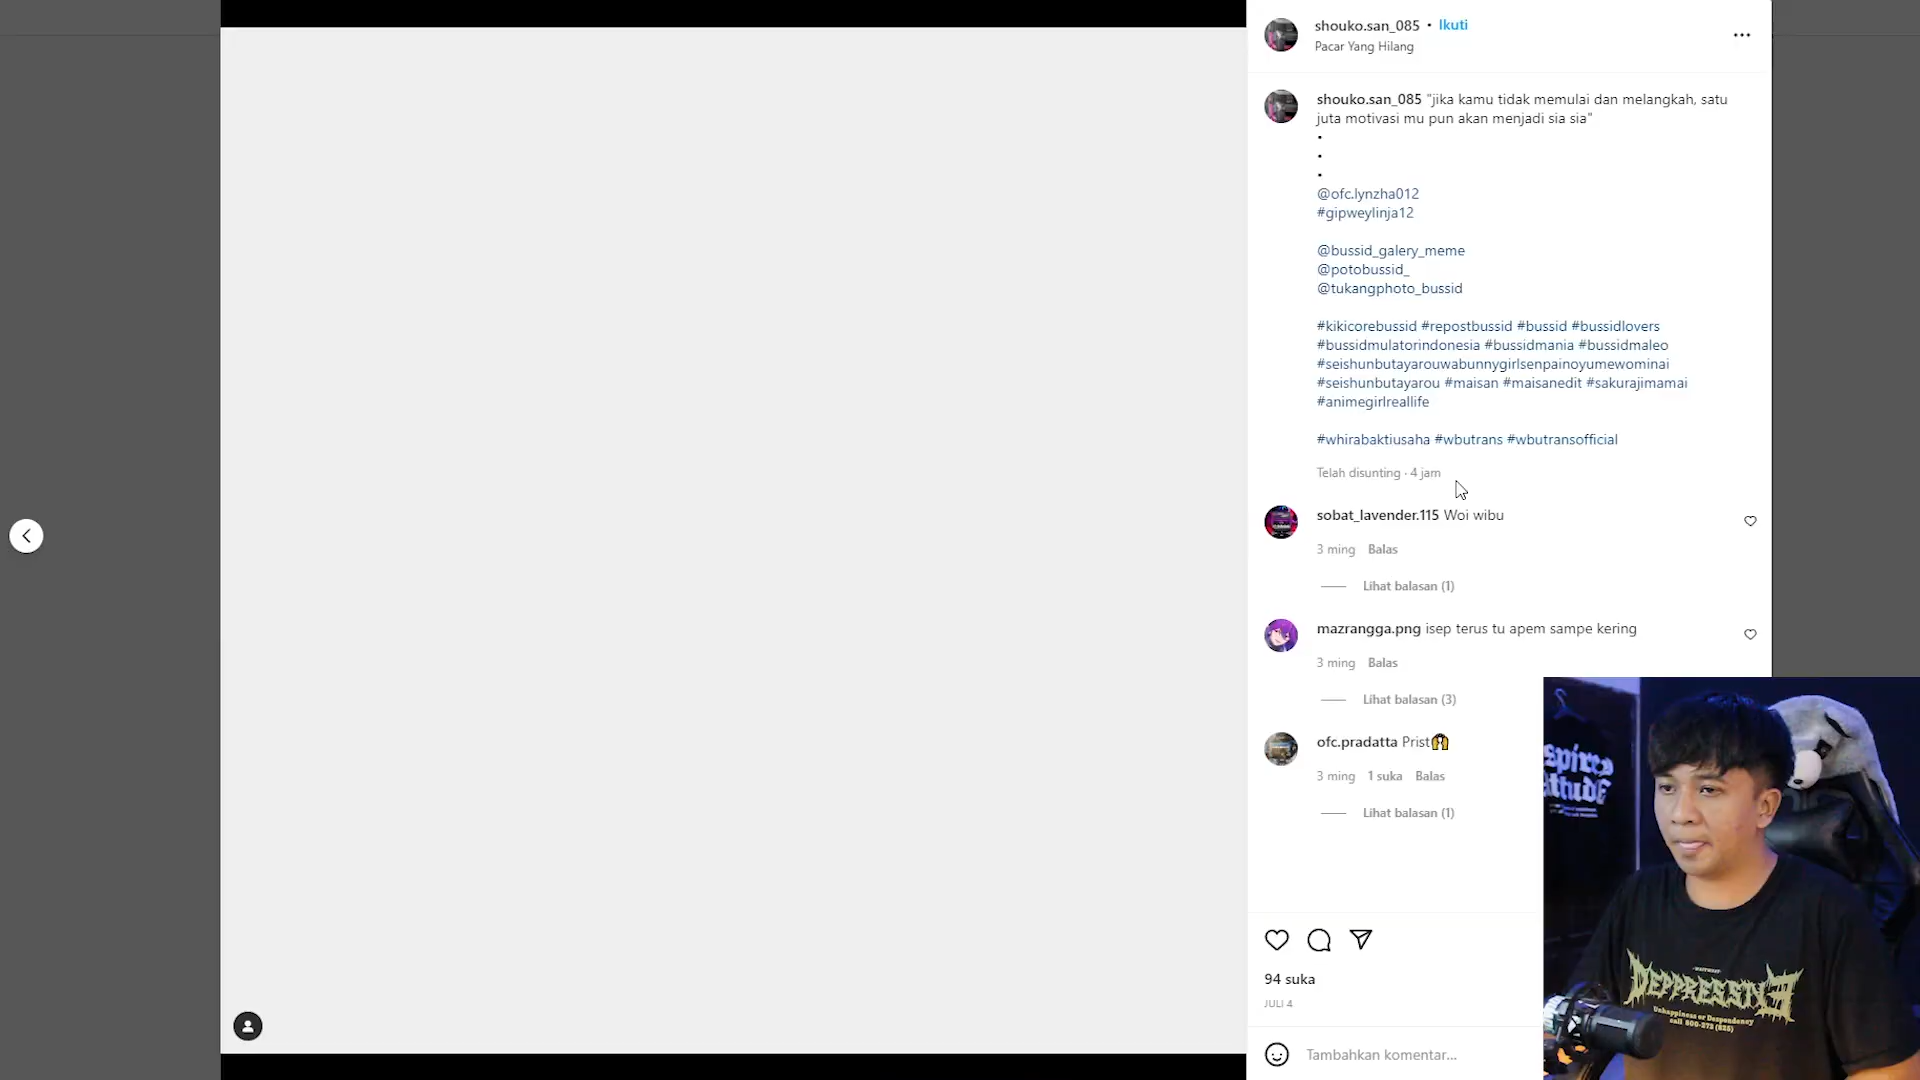 shouko.san_085 • Ikuti
Pacar Yang Hilang
shouko.san_085 "jika kamu tidak memulai dan melangkah, satu
juta motivasi mu pun akan menjadi sia sia"
•
•
•
@ofc.lynzha012
#gipweylinja12
@bussid_galery_meme
@potobussid_
@tukangphoto_bussid
#kikicorebussid #repostbussid #bussid #bussidlovers
#bussidmulatorindonesia #bussidmania #bussidmaleo
#seishunbutayarouwabunnygirlsenpainoyumewominai
#seishunbutayarou #maisan #maisanedit #sakurajimamai
#animegirlreallife
#whirabaktiusaha #wbutrans #wbutransofficial
Telah disunting · 4 jam
sobat_lavender.115 Woi wibu
3 ming Balas
Lihat balasan (1)
mazrangga.png isep terus tu apem sampe kering
3 ming Balas
Lihat balasan (3)
ofc.pradatta Prist
3 ming 1 suka Balas
Lihat balasan (1)
94 suka
JULI 4
Tambahkan komentar...
DEPPRESSIVE
Unhappiness or Despondency